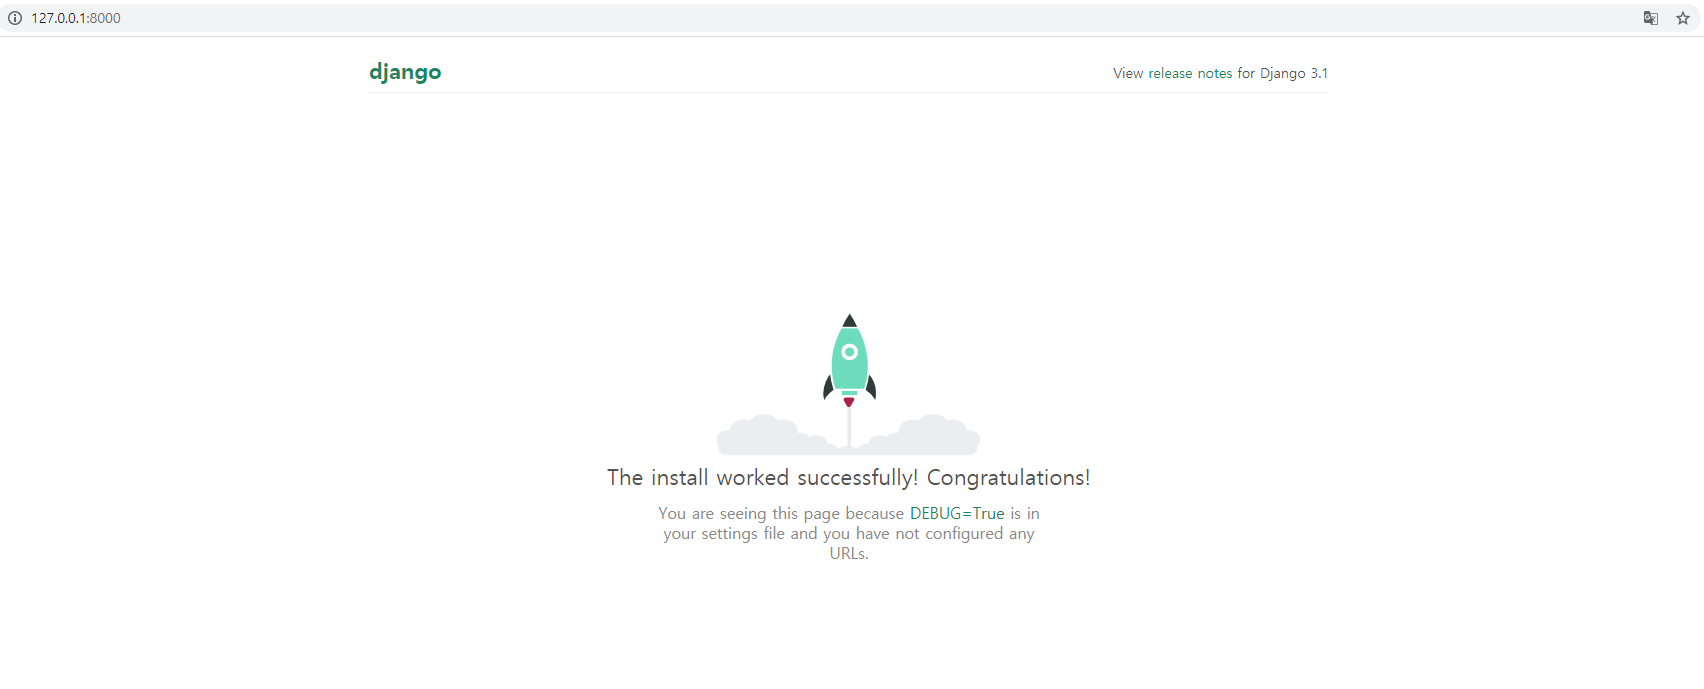 127.0.0.1:8000
django
View release notes for Django 3.1
The install worked successfully! Congratulations!
You are seeing this page because DEBUG=True is in
your settings file and you have not configured any
URLs.